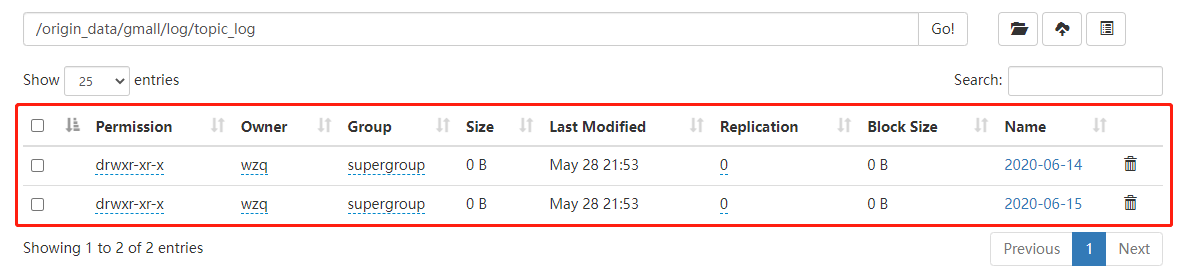 /origin_data/gmall/log/topic_log Go!
Show 25 entries Search:
Permission Owner Group Size Last Modified Replication Block Size Name
drwxr-xr-x wzq supergroup 0 B May 28 21:53 0 0 B 2020-06-14
drwxr-xr-x wzq supergroup 0 B May 28 21:53 0 0 B 2020-06-15
Showing 1 to 2 of 2 entries Previous 1 Next